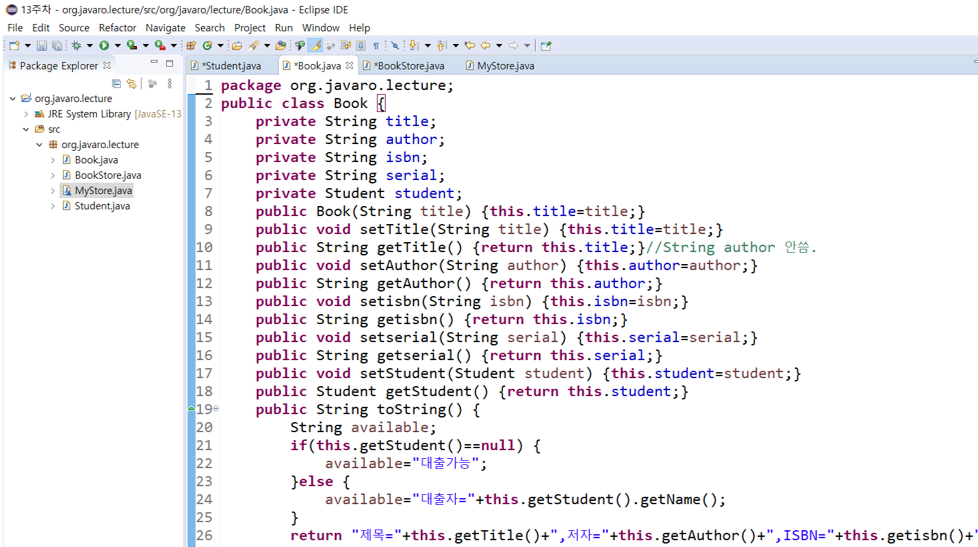 13주차 - org.javaro.lecture/src/org/javaro/lecture/Book.java - Eclipse IDE
File Edit Source Refactor Navigate Search Project Run Window Help
Package Explorer
*Student.java *Book.java *BookStore.java MyStore.java
org.javaro.lecture
JRE System Library [JavaSE-13
src
org.javaro.lecture
Book.java
BookStore.java
MyStore.java
Student.java
1 package org.javaro.lecture;
2 public class Book {
3 private String title;
4 private String author;
5 private String isbn;
6 private String serial;
7 private Student student;
8 public Book(String title) {this.title=title;}
9 public void setTitle(String title) {this.title=title;}
10 public String getTitle() {return this.title;}//String author 안씀.
11 public void setAuthor(String author) {this.author=author;}
12 public String getAuthor() {return this.author;}
13 public void setisbn(String isbn) {this.isbn=isbn;}
14 public String getisbn() {return this.isbn;}
15 public void setserial(String serial) {this.serial=serial;}
16 public String getserial() {return this.serial;}
17 public void setStudent(Student student) {this.student=student;}
18 public Student getStudent() {return this.student;}
19 public String toString() {
20 String available;
21 if(this.getStudent()==null) {
22 available="대출가능";
23 }else {
24 available="대출자="+this.getStudent().getName();
25 }
26 return "제목="+this.getTitle()+",저자="+this.getAuthor()+",ISBN="+this.getisbn()+"